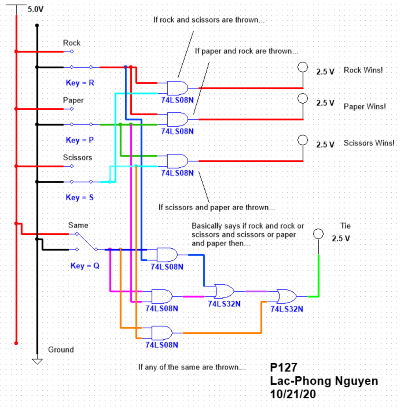 5.0V
If rock and scissors are thrown...
Rock
If paper and rock are thrown...
Key = R
74LS08N
2.5 V
Rock Wins!
Paper
2.5 V
Paper Wins!
Key = P
74LS08N
Scissors
2.5 V
Scissors Wins!
74LS08N
Key = S
If scissors and paper are thrown...
Same
Basically says if rock and rock or
scissors and scissors or paper
and paper then...
Tie
2.5 V
Key = Q
74LS08N
74LS08N
74LS32N
74LS32N
74LS08N
Ground
If any of the same are thrown...
P127
Lac-Phong Nguyen
10/21/20